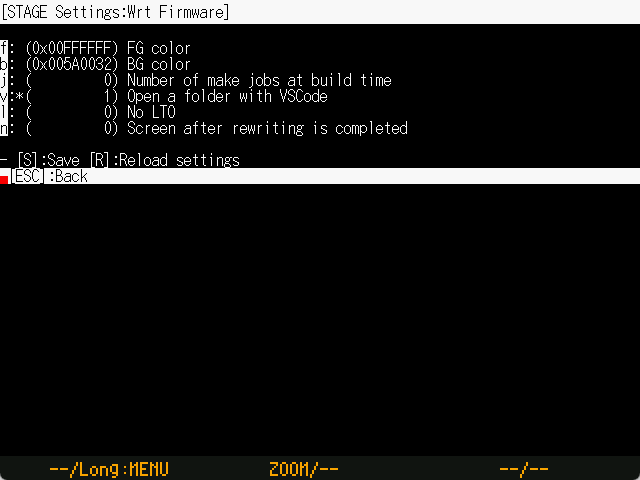 [STAGE Settings:Wrt Firmware]
f: (0x00FFFFFF) FG color
b: (0x005A0032) BG color
j: (         0) Number of make jobs at build time
v:*(         1) Open a folder with VSCode
l: (         0) No LTO
n: (         0) Screen after rewriting is completed
- [S]:Save [R]:Reload settings
[ESC]:Back
--/Long:MENU ZOOM/-- --/--